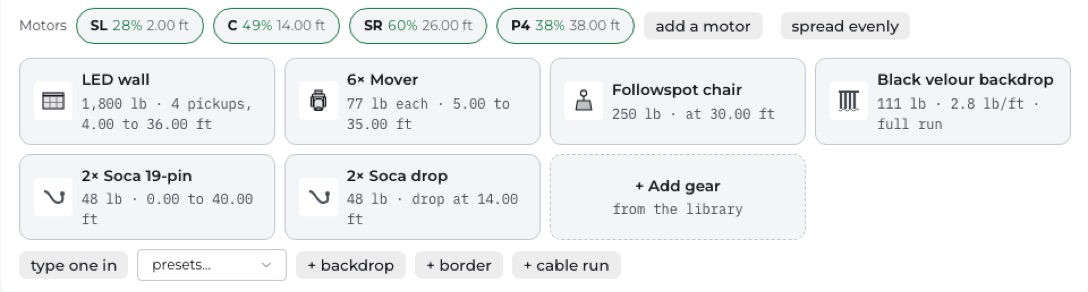 Motors SL 28% 2.00 ft C 49% 14.00 ft SR 60% 26.00 ft P4 38% 38.00 ft add a motor spread evenly
LED wall
1,800 lb · 4 pickups,
4.00 to 36.00 ft
6× Mover
77 lb each · 5.00 to
35.00 ft
Followspot chair
250 lb · at 30.00 ft
Black velour backdrop
111 lb · 2.8 lb/ft ·
full run
2× Soca 19-pin
48 lb · 0.00 to 40.00
ft
2× Soca drop
48 lb · drop at 14.00
ft
+ Add gear
from the library
type one in presets... + backdrop + border + cable run